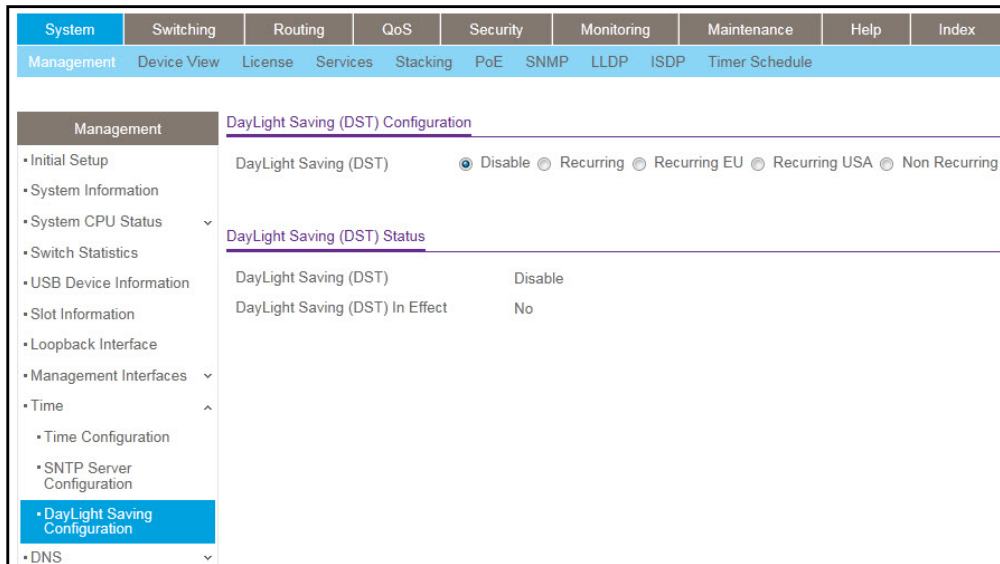 System Switching Routing QoS Security Monitoring Maintenance Help Index
Management Device View License Services Stacking PoE SNMP LLDP ISDP Timer Schedule
Management
Initial Setup
System Information
System CPU Status
Switch Statistics
USB Device Information
Slot Information
Loopback Interface
Management Interfaces
Time
Time Configuration
SNTP Server
Configuration
DayLight Saving
Configuration
DNS
DayLight Saving (DST) Configuration
DayLight Saving (DST) Disable Recurring Recurring EU Recurring USA Non Recurring
DayLight Saving (DST) Status
DayLight Saving (DST) Disable
DayLight Saving (DST) In Effect No